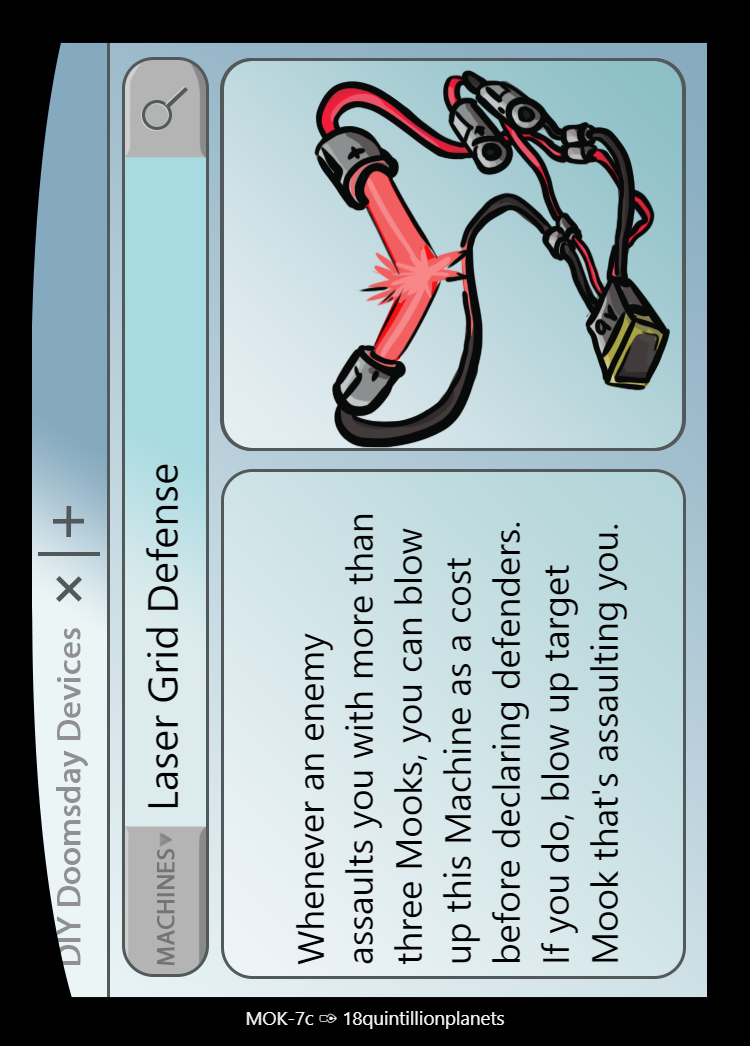 DIY Doomsday Devices × | +
MACHINES▼ Laser Grid Defense
Whenever an enemy
assaults you with more than
three Mooks, you can blow
up this Machine as a cost
before declaring defenders.
If you do, blow up target
Mook that's assaulting you.
+
-
+
-
A6
MOK-7c ✑ 18quintillionplanets